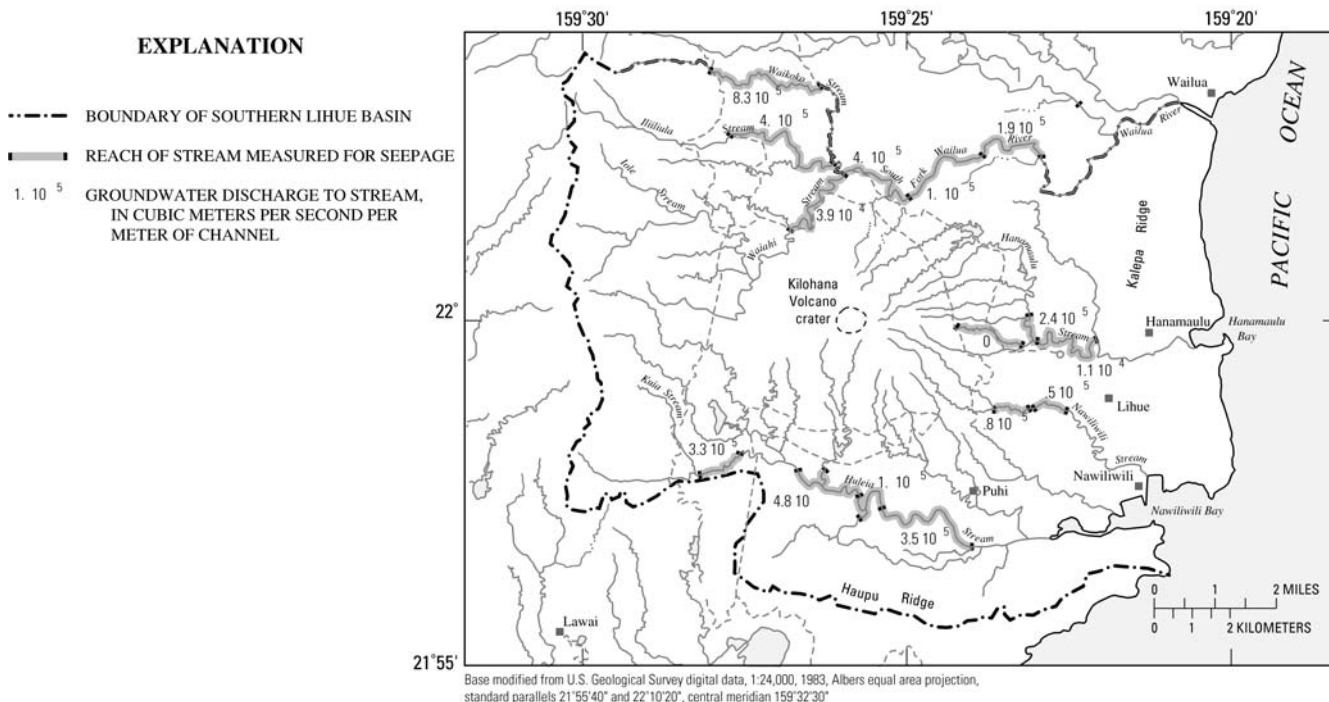 EXPLANATION
BOUNDARY OF SOUTHERN LIHUE BASIN
REACH OF STREAM MEASURED FOR SEEPAGE
1. 10 5
GROUNDWATER DISCHARGE TO STREAM,
IN CUBIC METERS PER SECOND PER
METER OF CHANNEL
159°30'
159°25'
159°20'
22°
21°55'
Waikoko
Stream
8.3 10 5
4. 10 5
Iliiliula
Stream
Iole
Stream
Waiahi
Stream
3.9 10 4
4. 10 5
South
Fork
Wailua
River
1. 10 5
1.9 10 5
Wailua
River
Wailua
PACIFIC OCEAN
Kalepa Ridge
Kilohana
Volcano
crater
Hanamaulu
Stream
2.4 10 5
0
1.1 10 4
Hanamaulu
Hanamaulu
Bay
Lihue
.8 10 5
5 10 5
Nawiliwili
Stream
Nawiliwili
Nawiliwili Bay
Kuia
Stream
3.3 10 5
4.8 10
Huleia
1. 10 5
3.5 10 5
Stream
Puhi
Haupu Ridge
Lawai
0 1 2 MILES
0 1 2 KILOMETERS
Base modified from U.S. Geological Survey digital data, 1:24,000, 1983, Albers equal area projection,
standard parallels 21°55'40" and 22°10'20", central meridian 159°32'30"